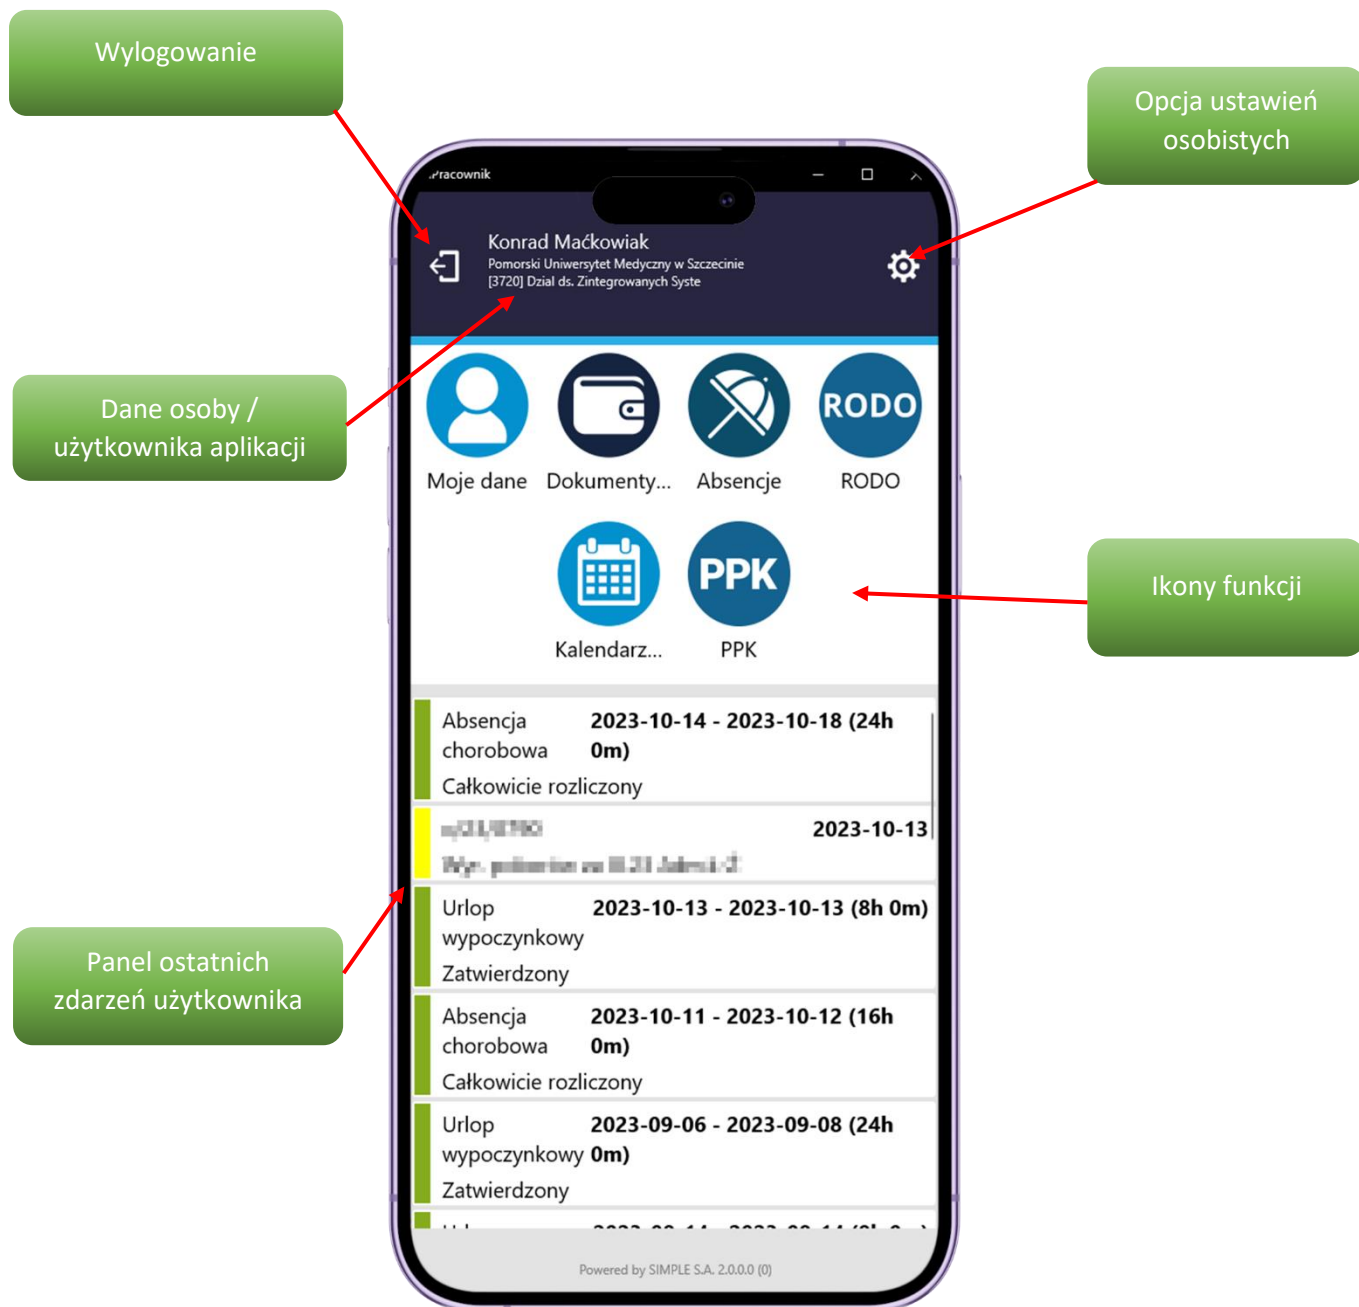 Wylogowanie
Opcja ustawień
osobistych
Pracownik
Konrad Maćkowiak
Pomorski Uniwersytet Medyczny w Szczecinie
[3720] Dzial ds. Zintegrowanych Syste
Dane osoby /
użytkownika aplikacji
RODO
Moje dane Dokumenty... Absencje RODO
PPK
Ikony funkcji
Kalendarz... PPK
Absencja 2023-10-14 - 2023-10-18 (24h
chorobowa 0m)
Całkowicie rozliczony
2023-10-13
Urlop 2023-10-13 - 2023-10-13 (8h 0m)
wypoczynkowy
Zatwierdzony
Panel ostatnich
zdarzeń użytkownika
Absencja 2023-10-11 - 2023-10-12 (16h
chorobowa 0m)
Całkowicie rozliczony
Urlop 2023-09-06 - 2023-09-08 (24h
wypoczynkowy 0m)
Zatwierdzony
Powered by SIMPLE S.A. 2.0.0.0 (0)